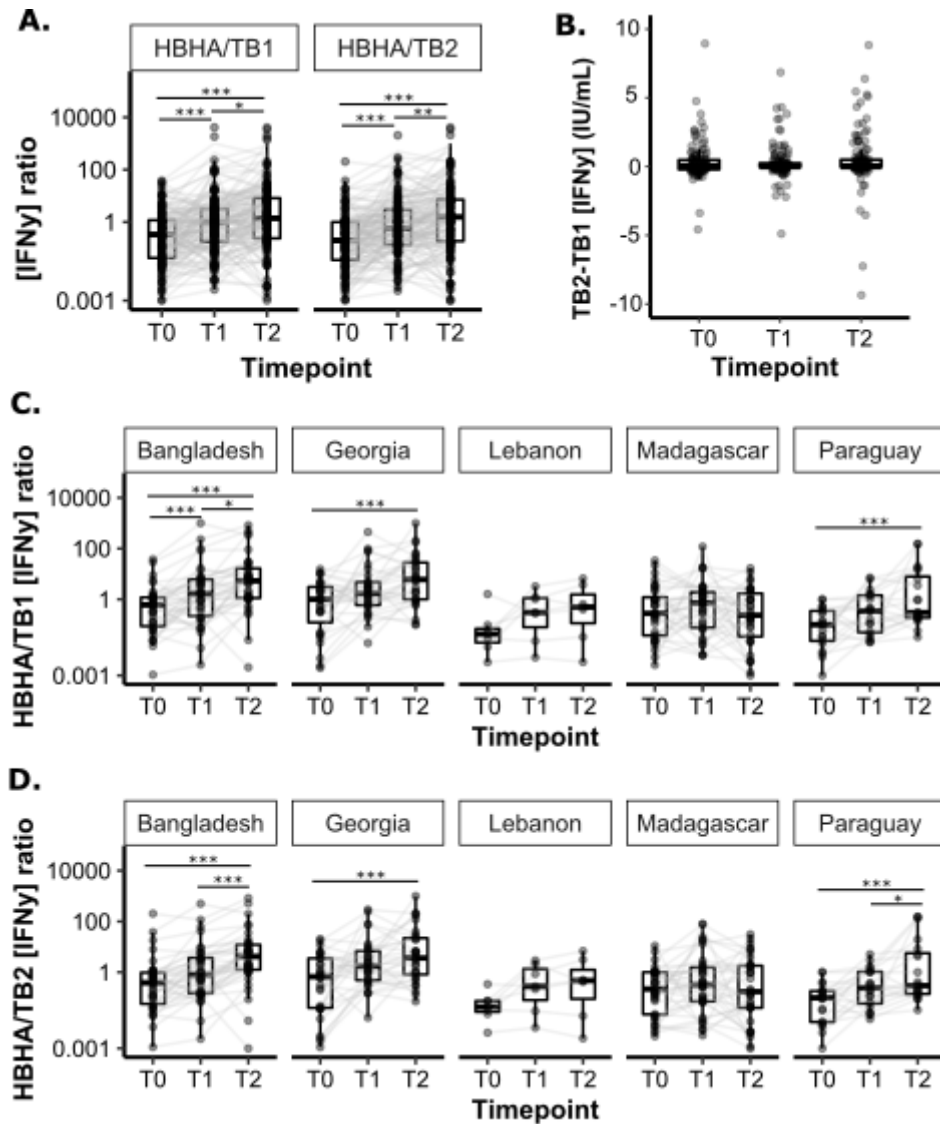 A.
HBHA/TB1 HBHA/TB2
*** ***
*** * *** **
[IFNy] ratio
10000
100
1
0.001
T0 T1 T2 T0 T1 T2
Timepoint
B.
TB2-TB1 [IFNy] (IU/mL)
10
5
0
-5
-10
T0 T1 T2
Timepoint
C.
Bangladesh Georgia Lebanon Madagascar Paraguay
HBHA/TB1 [IFNy] ratio
10000
100
1
0.001
*** *** ***
*** *
T0 T1 T2 T0 T1 T2 T0 T1 T2 T0 T1 T2 T0 T1 T2
Timepoint
D.
Bangladesh Georgia Lebanon Madagascar Paraguay
HBHA/TB2 [IFNy] ratio
10000
100
1
0.001
*** *** ***
*** *
T0 T1 T2 T0 T1 T2 T0 T1 T2 T0 T1 T2 T0 T1 T2
Timepoint